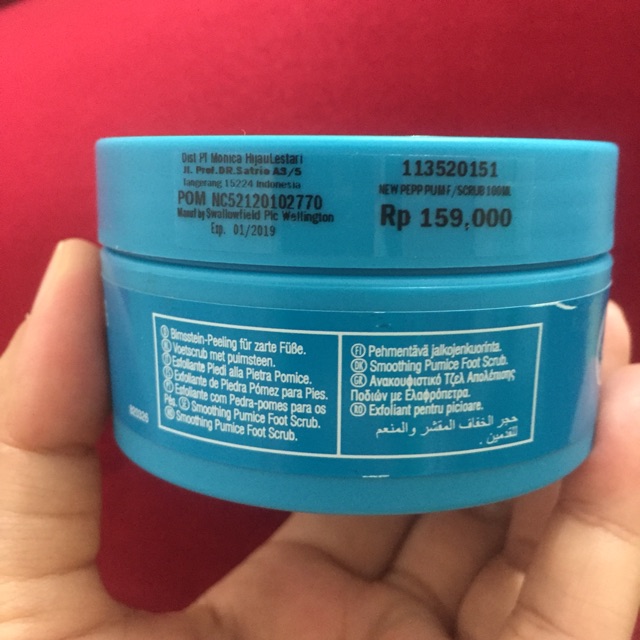 Dist PT Monica HijauLestari
Jl. Prof.DR.Satrio A3/5
Tangerang 15224 Indonesia
POM NC52120102770
Manuf by Swallowfield Plc Wellington
Exp. 01/2019
113520151
NEW PEPP PUM F/SCRUB 100ML
Rp 159,000
D Bimsstein-Peeling für zarte Füße.
Voetscrub met puimsteen.
Esfoliante Piedi alla Pietra Pomice.
Exfoliante de Piedra Pómez para Pies.
Esfoliante com Pedra-pomes para os
Pés. Smoothing Pumice Foot Scrub.
Smoothing Pumice Foot Scrub.
FI Pehmentävä jalkojenkuorinta.
DK Smoothing Pumice Foot Scrub.
GR Ανακουφιστικό Τζελ Απολέπισης
Ποδιών με Ελαφρόπετρα.
RO Exfoliant pentru picioare.
حجر الخفاف المقشر والمنعم
للقدمين.